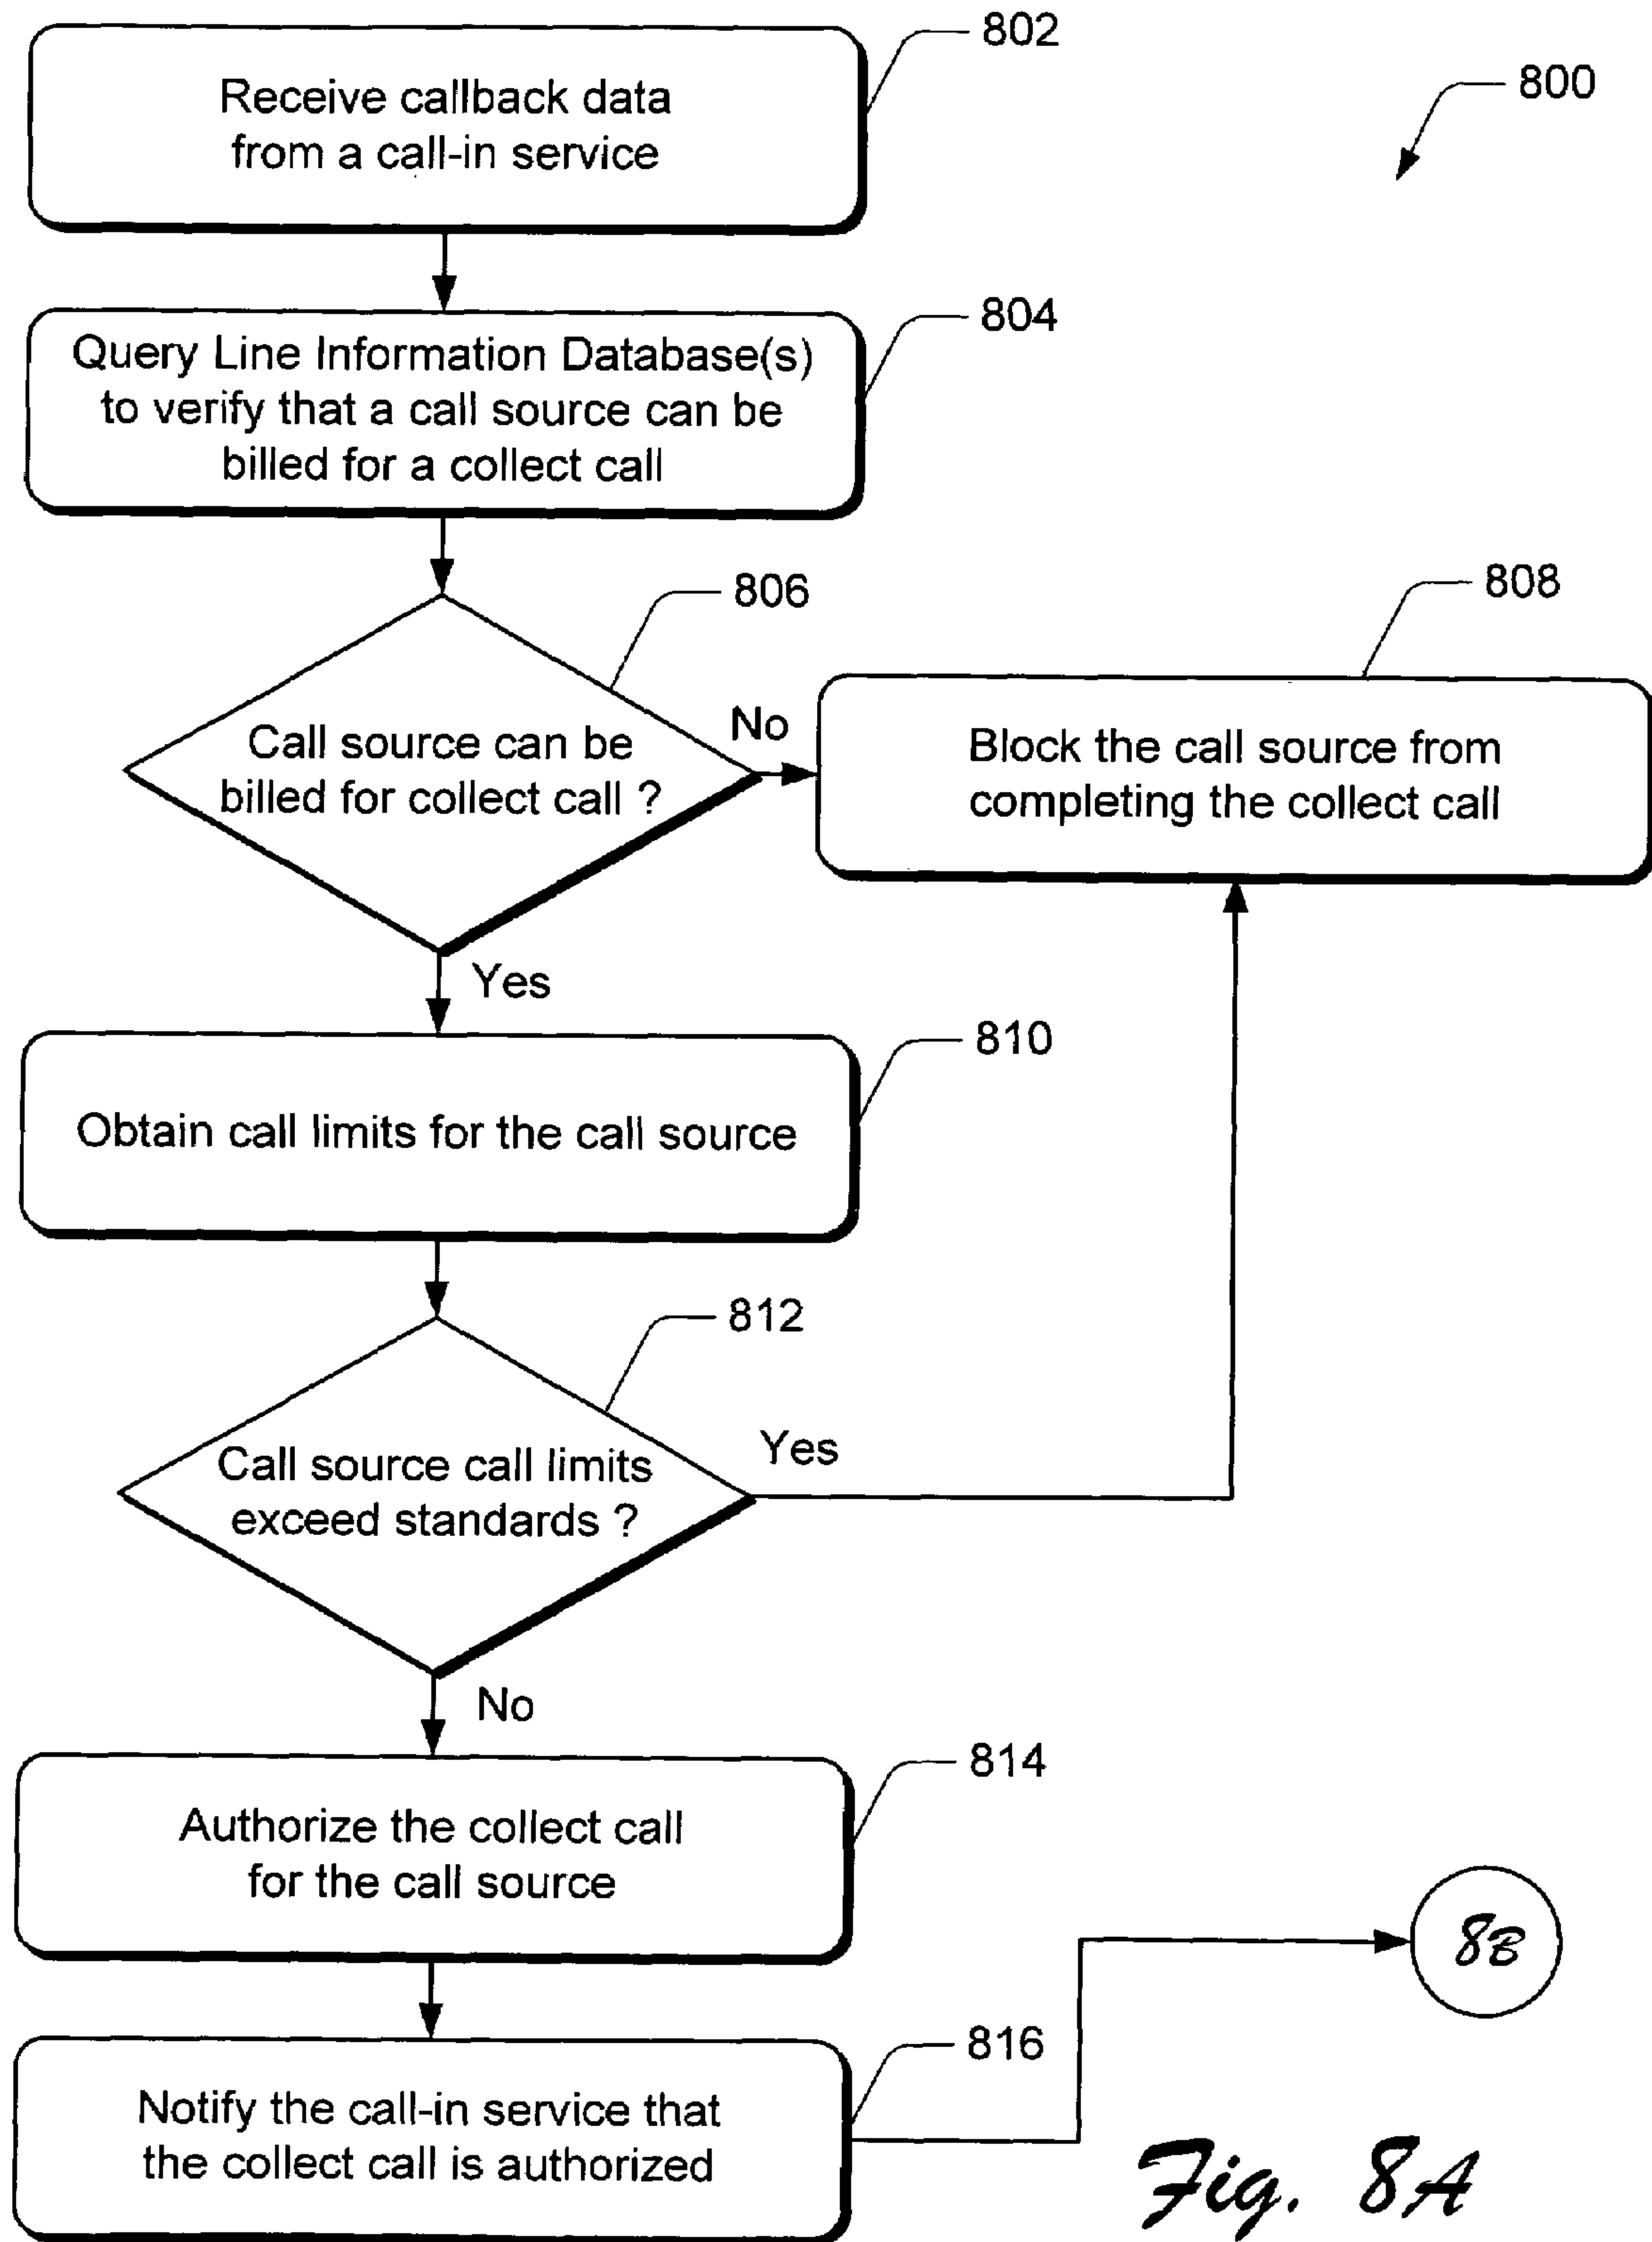 802
800
Receive callback data
from a call-in service
804
Query Line Information Database(s)
to verify that a call source can be
billed for a collect call
806
808
Call source can be
billed for collect call ?
No
Block the call source from
completing the collect call
Yes
810
Obtain call limits for the call source
812
Call source call limits
exceed standards ?
Yes
No
814
Authorize the collect call
for the call source
8B
816
Notify the call-in service that
the collect call is authorized
Fig. 8A